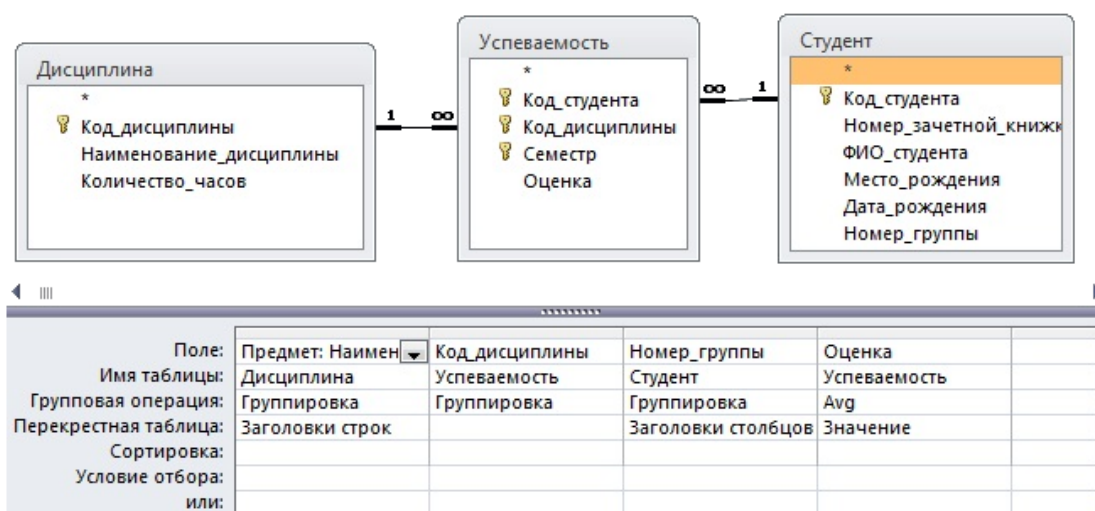 Дисциплина
*
Код_дисциплины
Наименование_дисциплины
Количество_часов
1 ∞
Успеваемость
*
Код_студента
Код_дисциплины
Семестр
Оценка
∞ 1
Студент
*
Код_студента
Номер_зачетной_книжк
ФИО_студента
Место_рождения
Дата_рождения
Номер_группы
Поле: Предмет: Наимен Код_дисциплины Номер_группы Оценка
Имя таблицы: Дисциплина Успеваемость Студент Успеваемость
Групповая операция: Группировка Группировка Группировка Avg
Перекрестная таблица: Заголовки строк Заголовки столбцов Значение
Сортировка:
Условие отбора:
или: